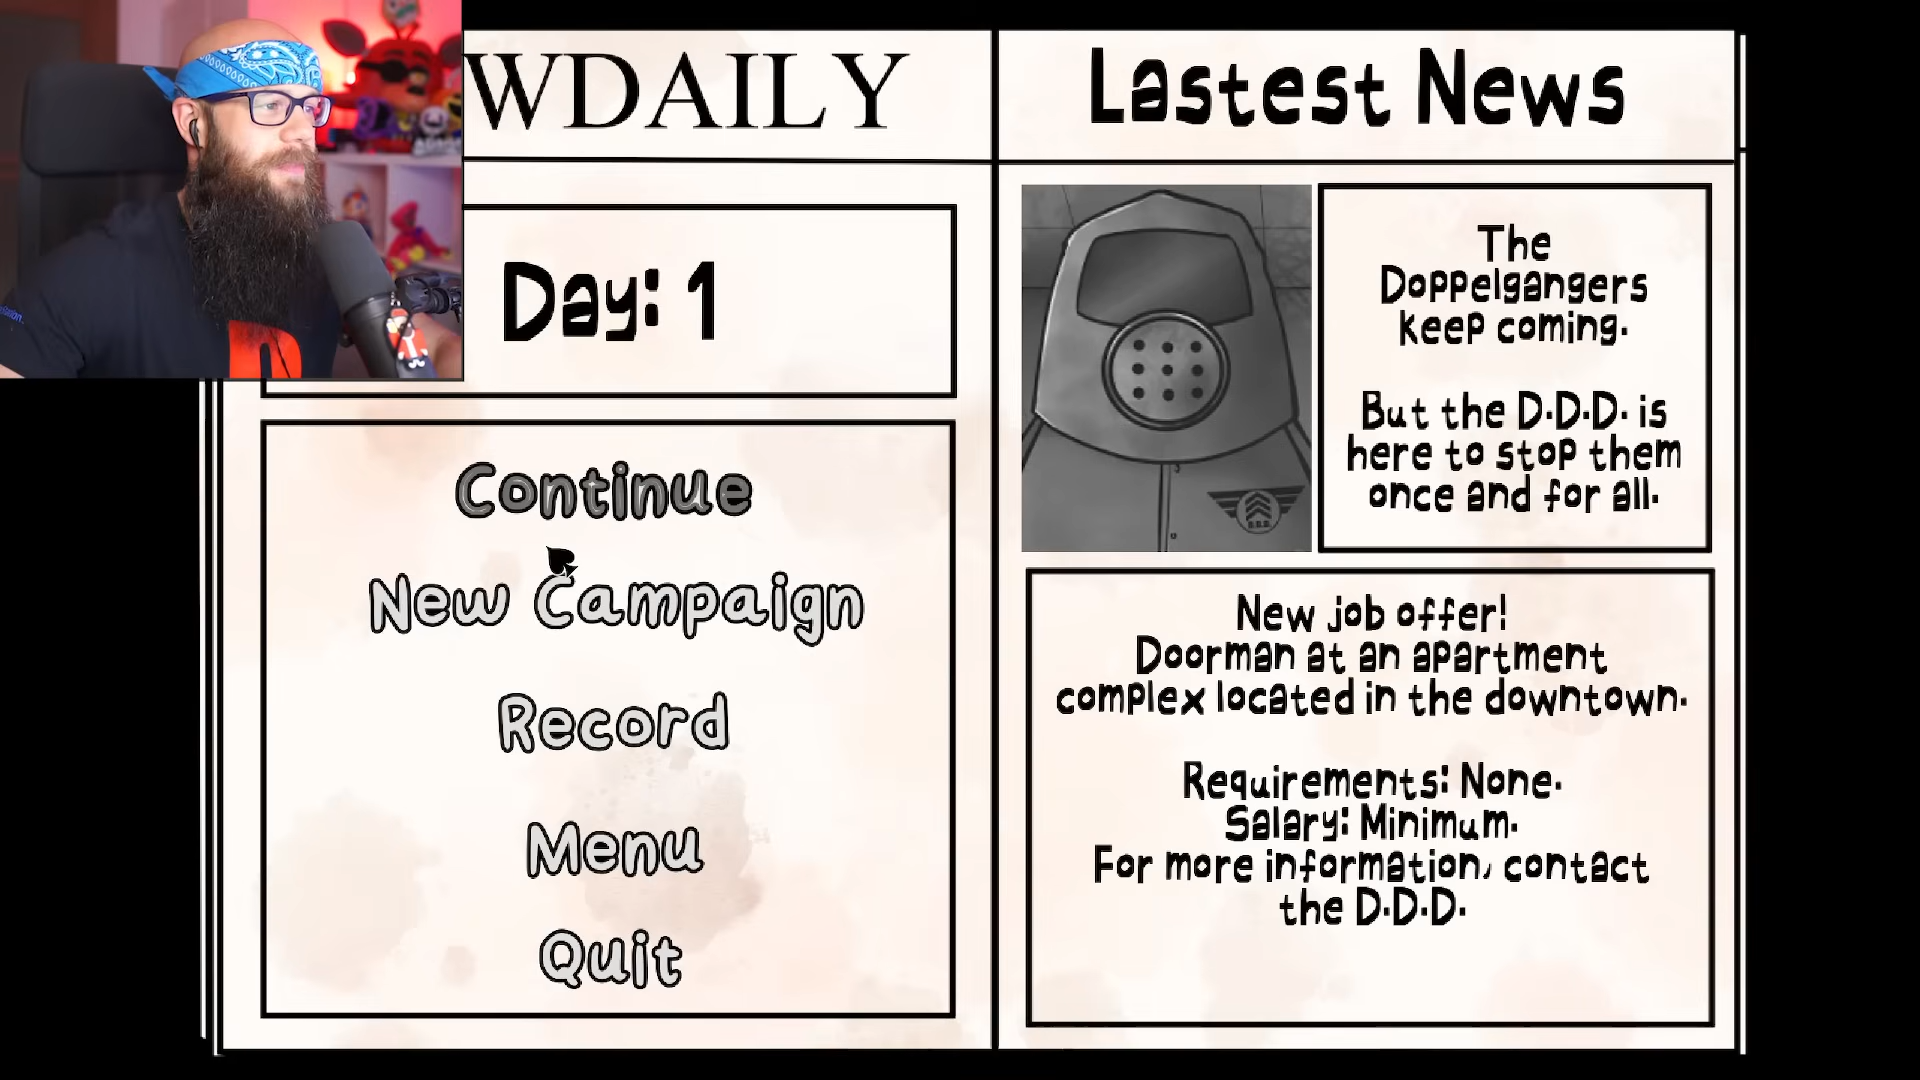 WDAILY
Lastest News
Day: 1
Continue
New Campaign
Record
Menu
Quit
The
Doppelgangers
keep coming.
But the D.D.D. is
here to stop them
once and for all.
D.D.D.
New job offer!
Doorman at an apartment
complex located in the downtown.
Requirements: None.
Salary: Minimum.
For more information, contact
the D.D.D.